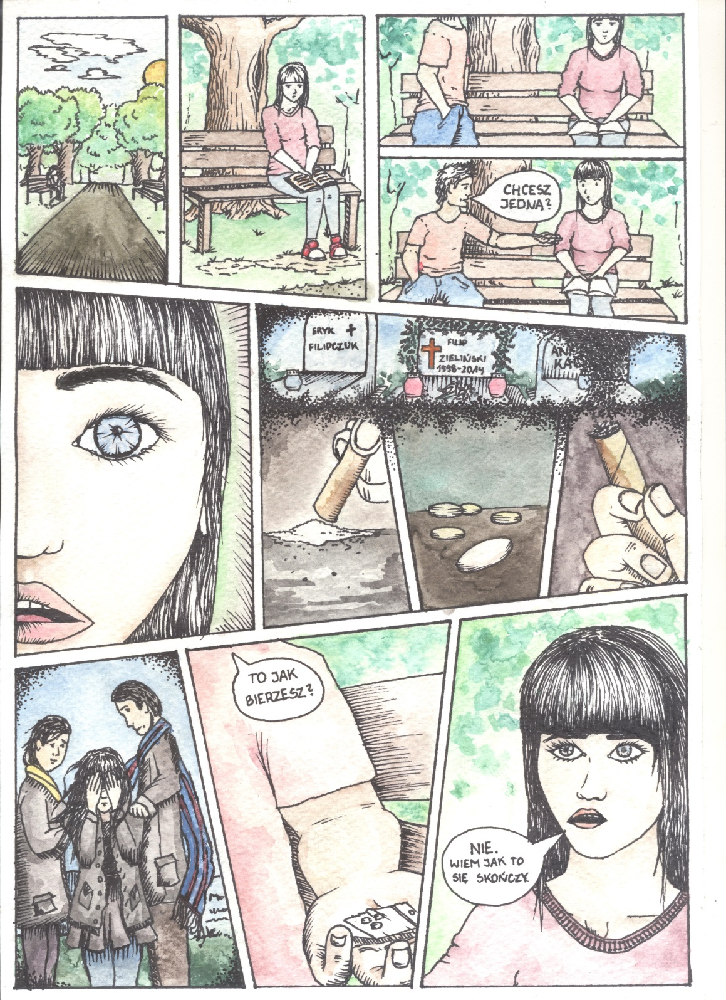 CHCESZ
JEDNĄ?
ERYK
FILIPCZUK
FILIP
ZIELIŃSKI
1998-2014
TO JAK
BIERZESZ?
NIE.
WIEM JAK TO
SIĘ SKOŃCZY.